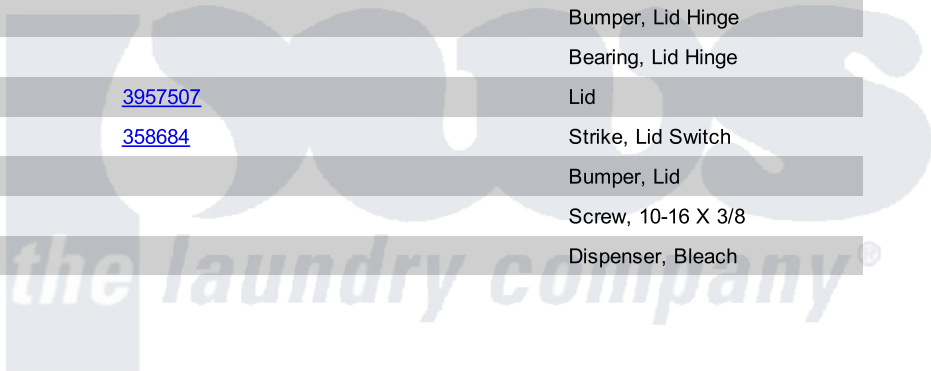 Bumper, Lid Hinge
Bearing, Lid Hinge
3957507 Lid
358684 Strike, Lid Switch
Bumper, Lid
Screw, 10-16 X 3/8
Dispenser, Bleach
the laundry company®